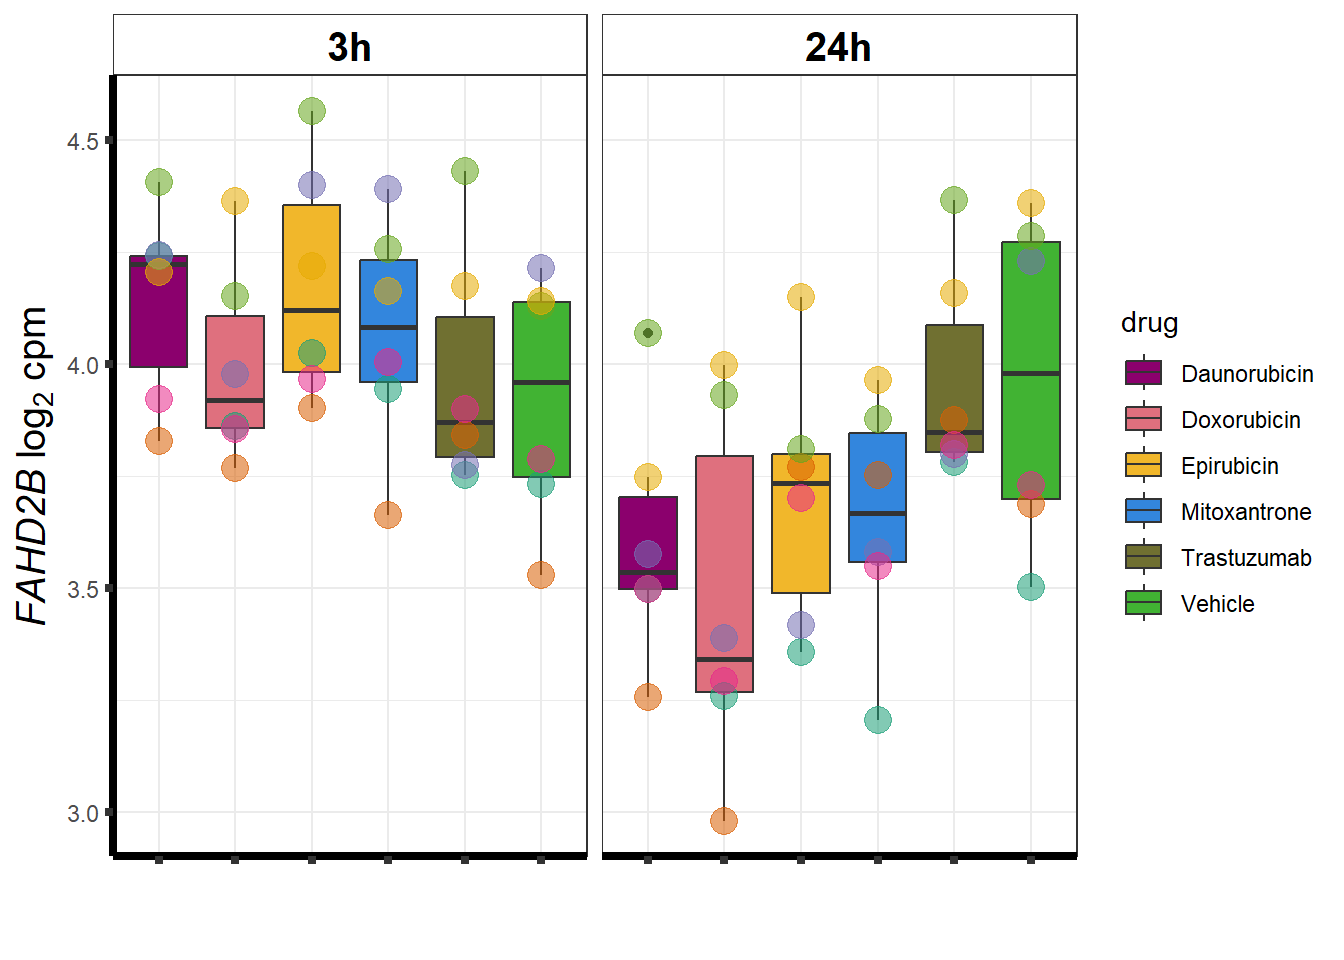 3h
24h
FAHD2B log2 cpm
4.5
4.0
3.5
3.0
drug
Daunorubicin
Doxorubicin
Epirubicin
Mitoxantrone
Trastuzumab
Vehicle